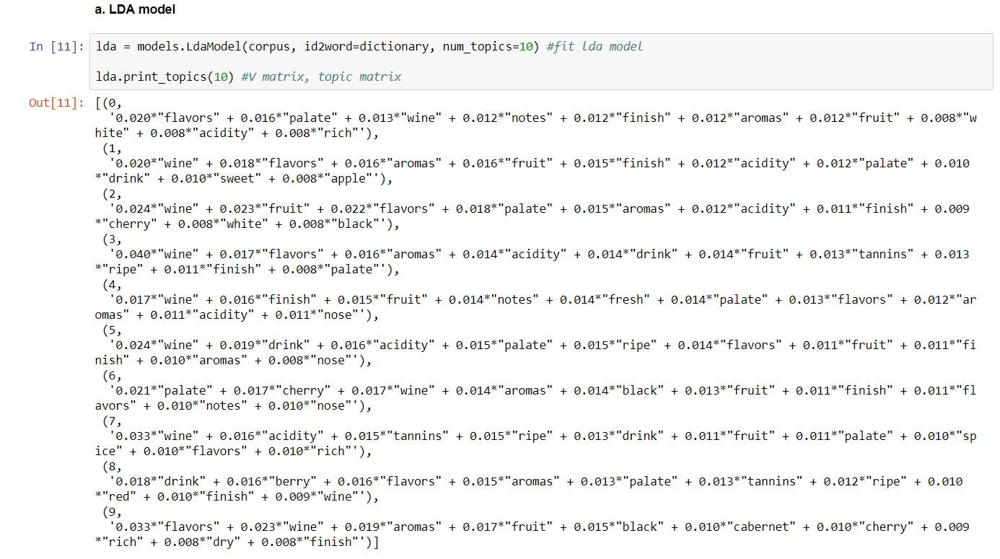 a. LDA model
In [11]: lda = models.LdaModel(corpus, id2word=dictionary, num_topics=10) #fit lda model
lda.print_topics(10) #V matrix, topic matrix
Out[11]: [(0,
'0.020*"flavors" + 0.016*"palate" + 0.013*"wine" + 0.012*"notes" + 0.012*"finish" + 0.012*"aromas" + 0.012*"fruit" + 0.008*"w
hite" + 0.008*"acidity" + 0.008*"rich"'),
(1,
'0.020*"wine" + 0.018*"flavors" + 0.016*"aromas" + 0.016*"fruit" + 0.015*"finish" + 0.012*"acidity" + 0.012*"palate" + 0.010
*"drink" + 0.010*"sweet" + 0.008*"apple"'),
(2,
'0.024*"wine" + 0.023*"fruit" + 0.022*"flavors" + 0.018*"palate" + 0.015*"aromas" + 0.012*"acidity" + 0.011*"finish" + 0.009
*"cherry" + 0.008*"white" + 0.008*"black"'),
(3,
'0.040*"wine" + 0.017*"flavors" + 0.016*"aromas" + 0.014*"acidity" + 0.014*"drink" + 0.014*"fruit" + 0.013*"tannins" + 0.013
*"ripe" + 0.011*"finish" + 0.008*"palate"'),
(4,
'0.017*"wine" + 0.016*"finish" + 0.015*"fruit" + 0.014*"notes" + 0.014*"fresh" + 0.014*"palate" + 0.013*"flavors" + 0.012*"ar
omas" + 0.011*"acidity" + 0.011*"nose"'),
(5,
'0.024*"wine" + 0.019*"drink" + 0.016*"acidity" + 0.015*"palate" + 0.015*"ripe" + 0.014*"flavors" + 0.011*"fruit" + 0.011*"fi
nish" + 0.010*"aromas" + 0.008*"nose"'),
(6,
'0.021*"palate" + 0.017*"cherry" + 0.017*"wine" + 0.014*"aromas" + 0.014*"black" + 0.013*"fruit" + 0.011*"finish" + 0.011*"fl
avors" + 0.010*"notes" + 0.010*"nose"'),
(7,
'0.033*"wine" + 0.016*"acidity" + 0.015*"tannins" + 0.015*"ripe" + 0.013*"drink" + 0.011*"fruit" + 0.011*"palate" + 0.010*"sp
ice" + 0.010*"flavors" + 0.010*"rich"'),
(8,
'0.018*"drink" + 0.016*"berry" + 0.016*"flavors" + 0.015*"aromas" + 0.013*"palate" + 0.013*"tannins" + 0.012*"ripe" + 0.010
*"red" + 0.010*"finish" + 0.009*"wine"'),
(9,
'0.033*"flavors" + 0.023*"wine" + 0.019*"aromas" + 0.017*"fruit" + 0.015*"black" + 0.010*"cabernet" + 0.010*"cherry" + 0.009
*"rich" + 0.008*"dry" + 0.008*"finish"')]